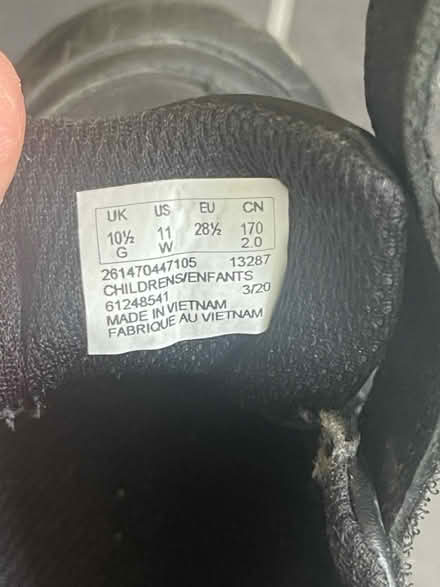 UK US EU CN
10½ 11 28½ 170
G W 2.0
261470447105 13287
CHILDRENS/ENFANTS
61248541 3/20
MADE IN VIETNAM
FABRIQUE AU VIETNAM